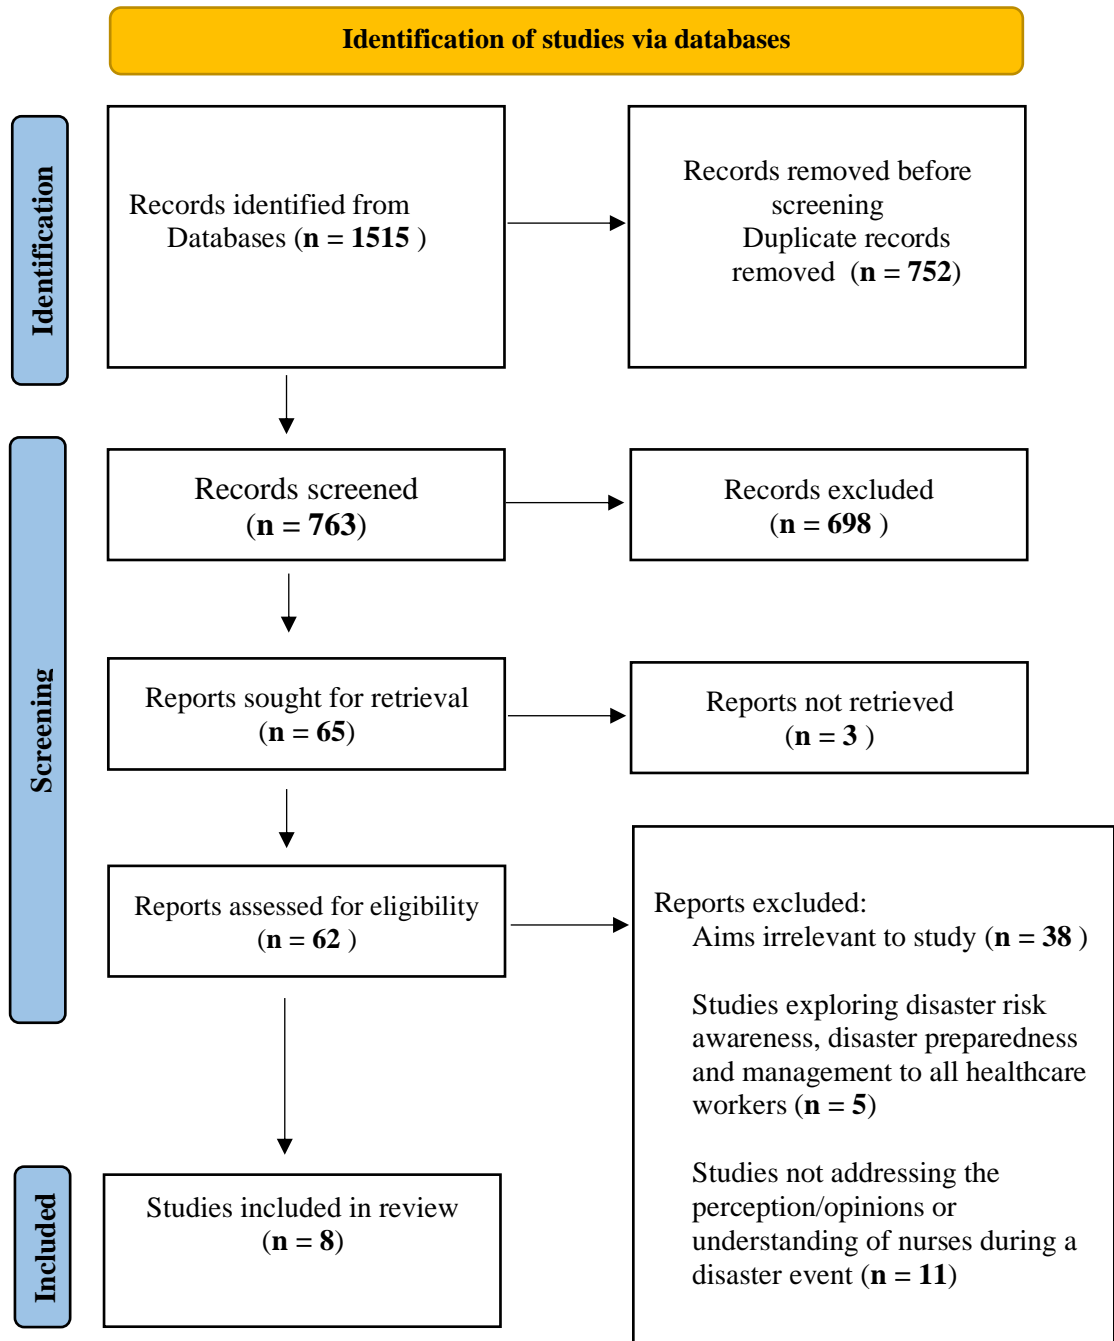 Identification of studies via databases
Identification
Records identified from
Databases (n = 1515 )
Records removed before
screening
Duplicate records
removed (n = 752)
Screening
Records screened
(n = 763)
Records excluded
(n = 698 )
Reports sought for retrieval
(n = 65)
Reports not retrieved
(n = 3 )
Reports assessed for eligibility
(n = 62 )
Reports excluded:
Aims irrelevant to study (n = 38 )
Studies exploring disaster risk
awareness, disaster preparedness
and management to all healthcare
workers (n = 5)
Studies not addressing the
perception/opinions or
understanding of nurses during a
disaster event (n = 11)
Included
Studies included in review
(n = 8)